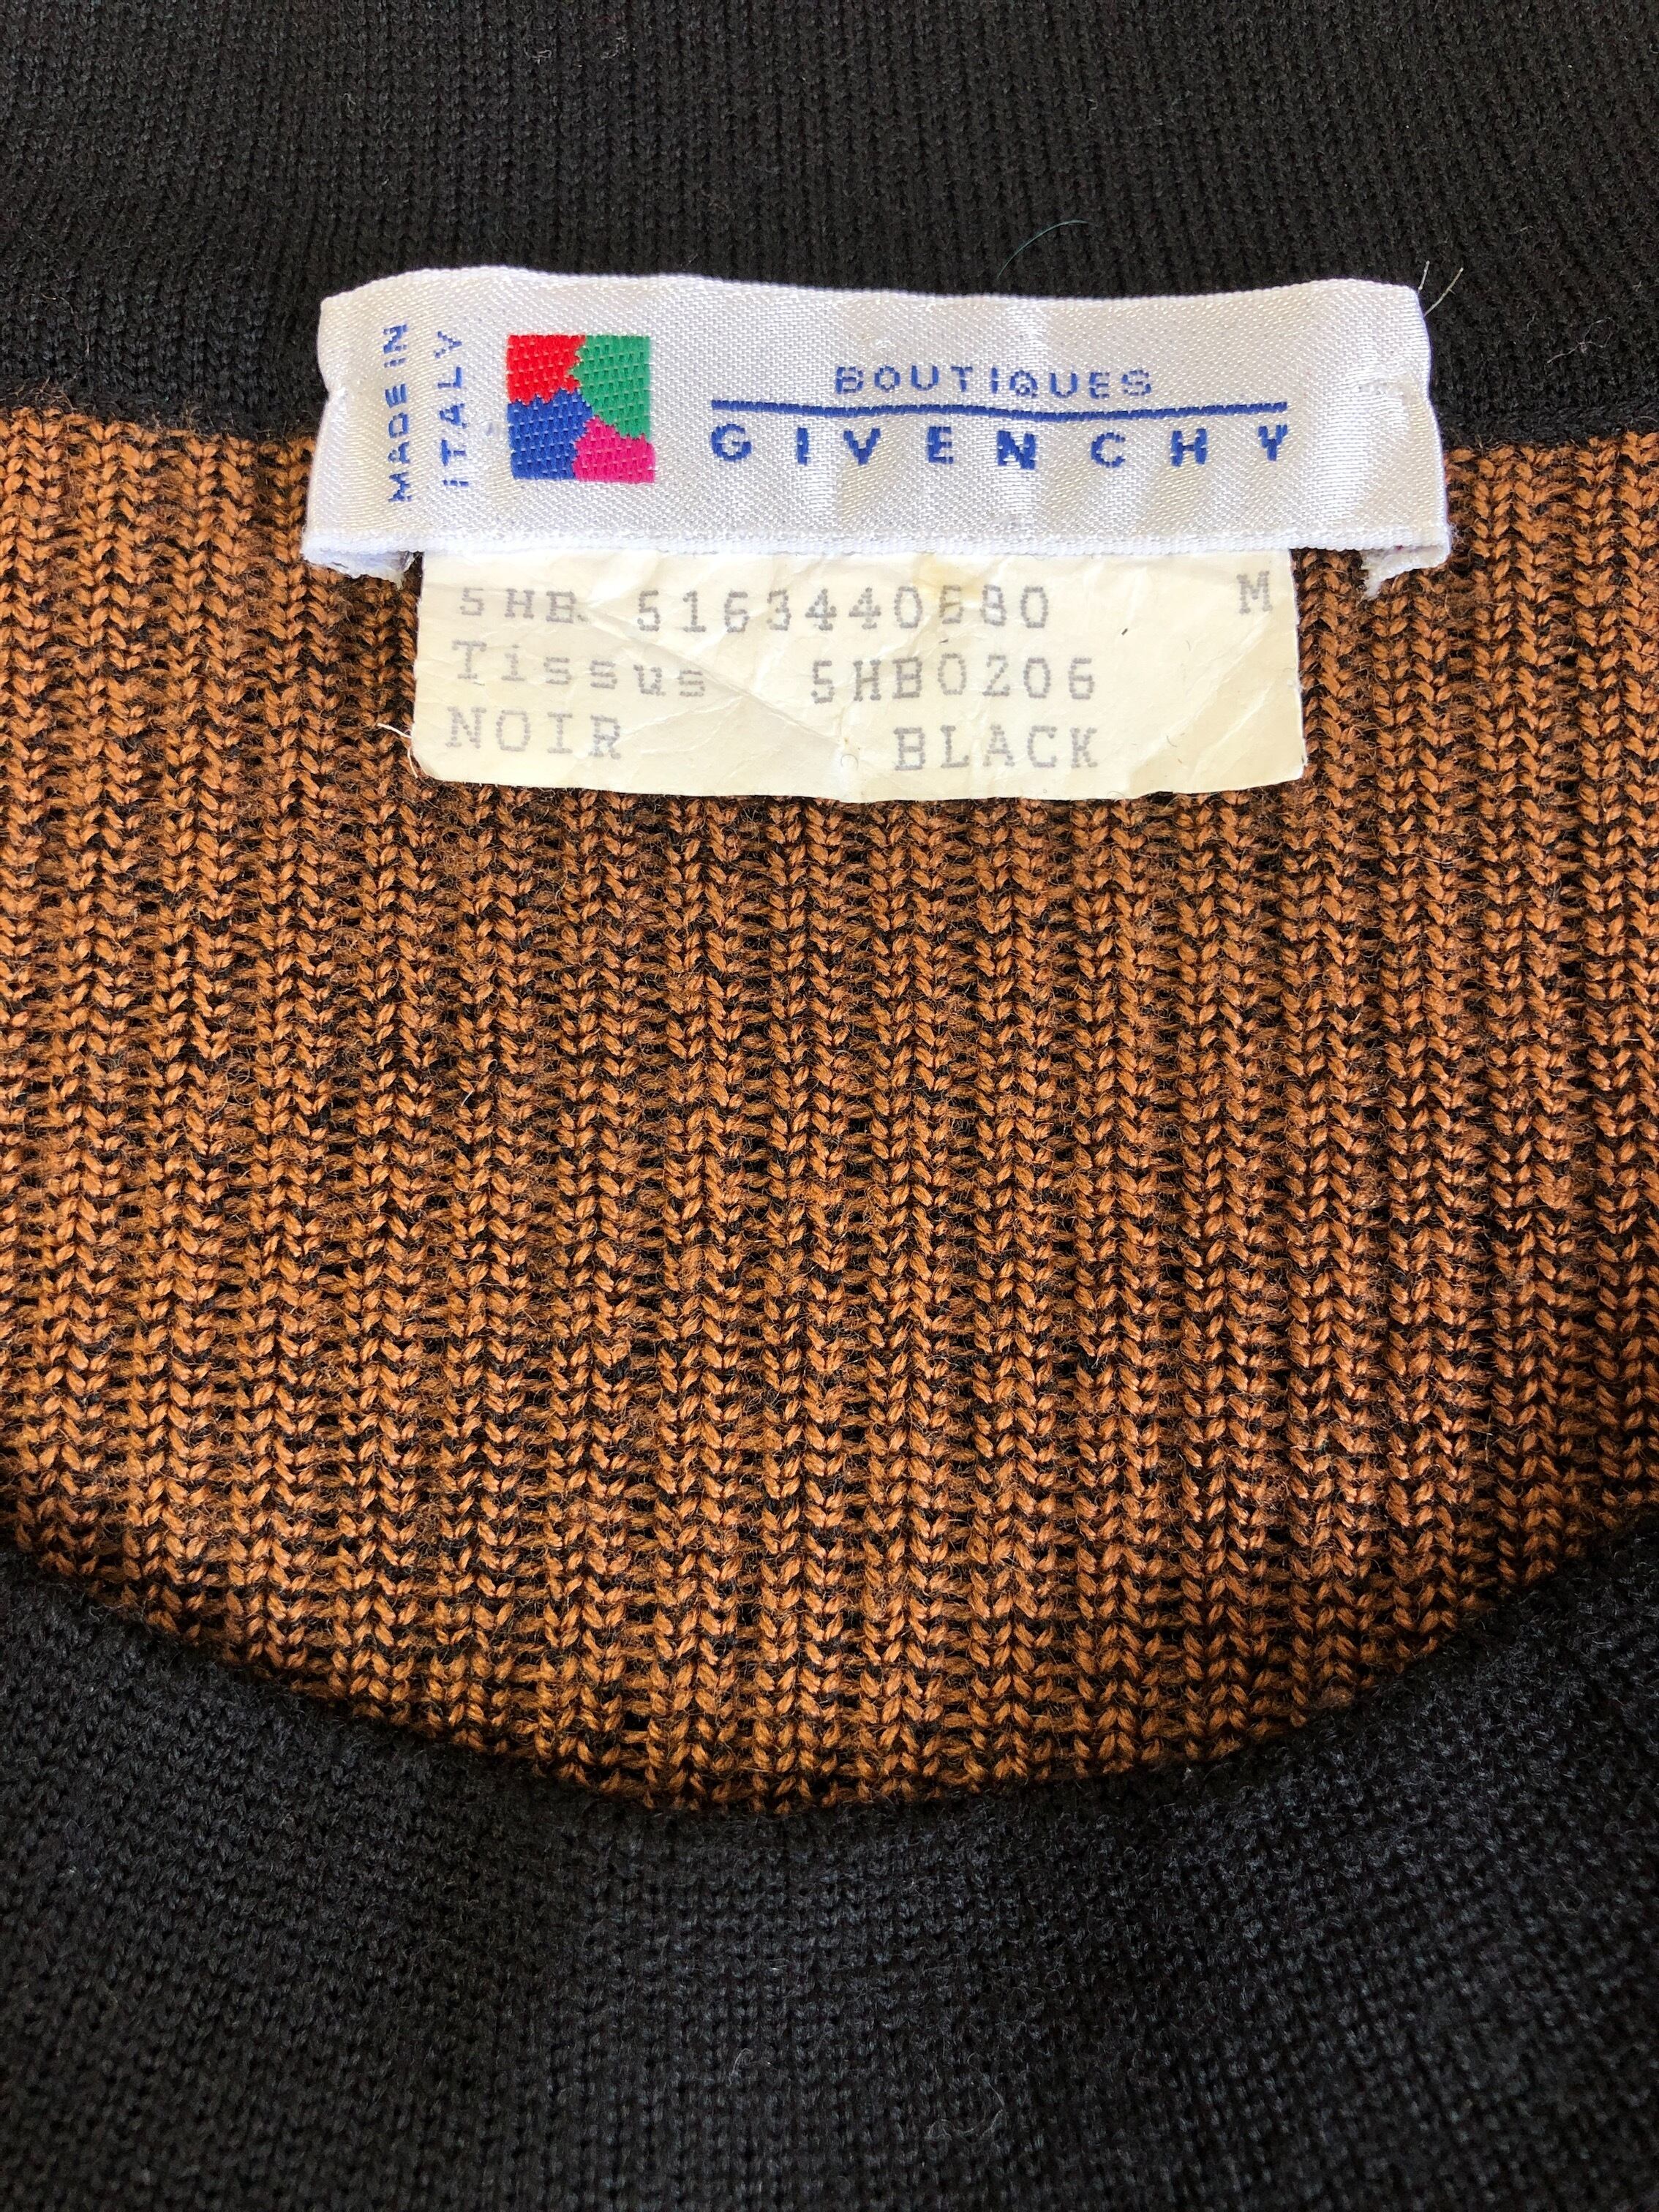 MADE IN
ITALY
BOUTIQUES
GIVENCHY
5HB 5163440680 M
Tissus 5HB0206
NOIR BLACK